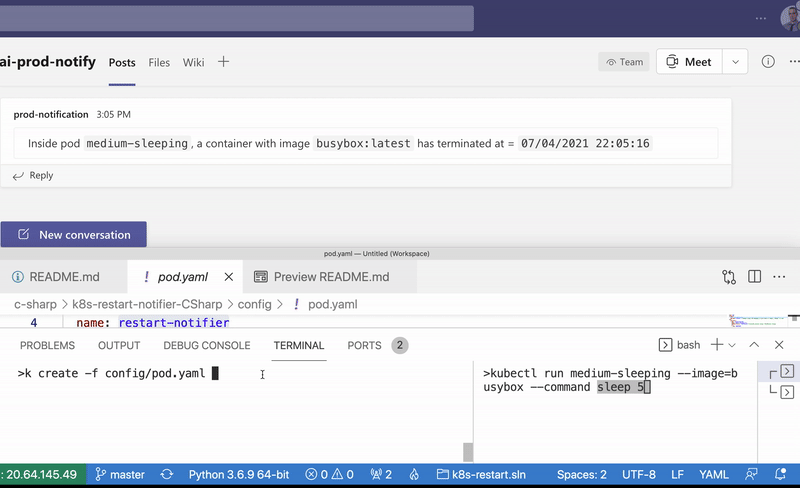 ai-prod-notify Posts Files Wiki + Team Meet
prod-notification 3:05 PM
Inside pod medium-sleeping, a container with image busybox:latest has terminated at = 07/04/2021 22:05:16
Reply
New conversation
pod.yaml — Untitled (Workspace)
README.md ! pod.yaml Preview README.md
c-sharp > k8s-restart-notifier-CSharp > config > ! pod.yaml
4 name: restart-notifier
PROBLEMS OUTPUT DEBUG CONSOLE TERMINAL PORTS 2 bash
>k create -f config/pod.yaml
>kubectl run medium-sleeping --image=b
usybox --command sleep 5
: 20.64.145.49 master Python 3.6.9 64-bit 0 0 2 k8s-restart.sln Spaces: 2 UTF-8 LF YAML